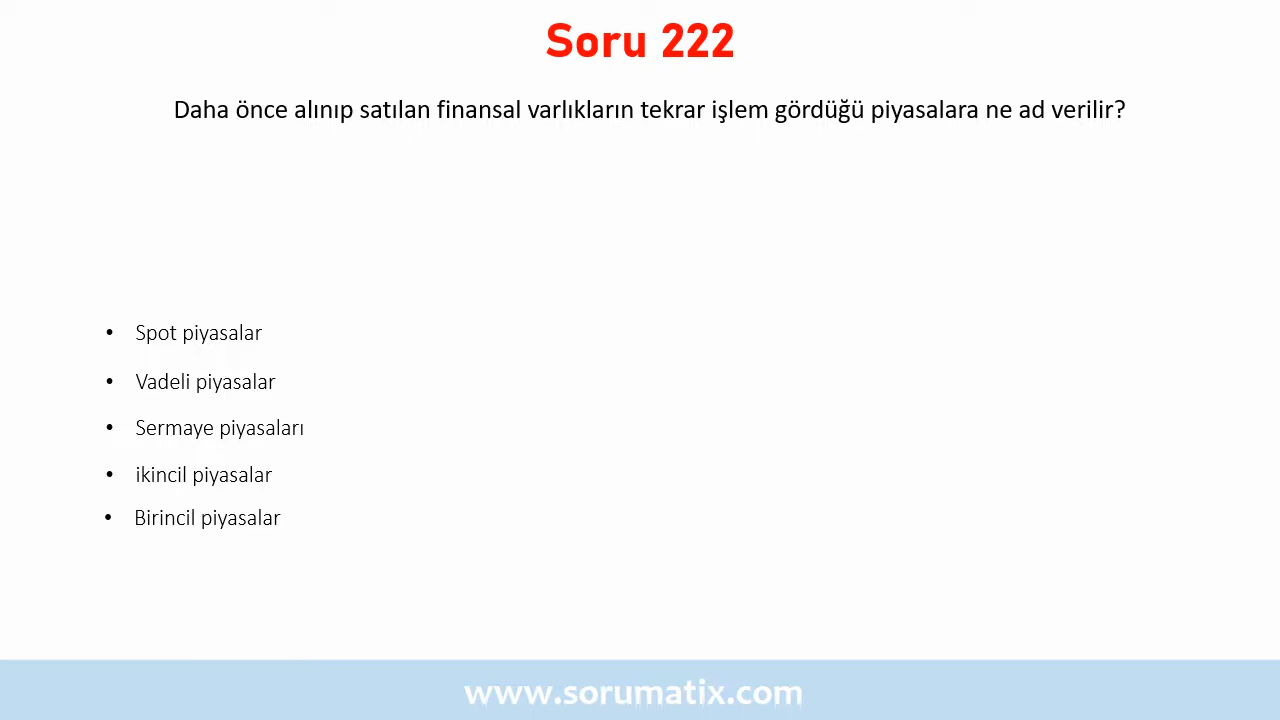 Soru 222
Daha önce alınıp satılan finansal varlıkların tekrar işlem gördüğü piyasalara ne ad verilir?
• Spot piyasalar
• Vadeli piyasalar
• Sermaye piyasaları
• ikincil piyasalar
• Birincil piyasalar
www.sorumatix.com